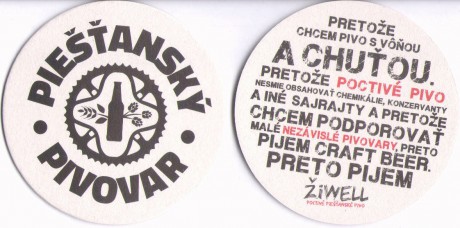 PIEŠŤANSKÝ
PIVOVAR
PRETOŽE
CHCEM PIVO S VÔŇOU
A CHUŤOU.
PRETOŽE POCTIVÉ PIVO
NESMIE OBSAHOVAŤ CHEMIKÁLIE, KONZERVANTY
A INÉ SAJRAJTY A PRETOŽE
CHCEM PODPOROVAŤ
MALÉ NEZÁVISLÉ PIVOVARY, PRETO
PIJEM CRAFT BEER.
PRETO PIJEM
ŽiWELL
POCTIVÉ PIEŠŤANSKÉ PIVO